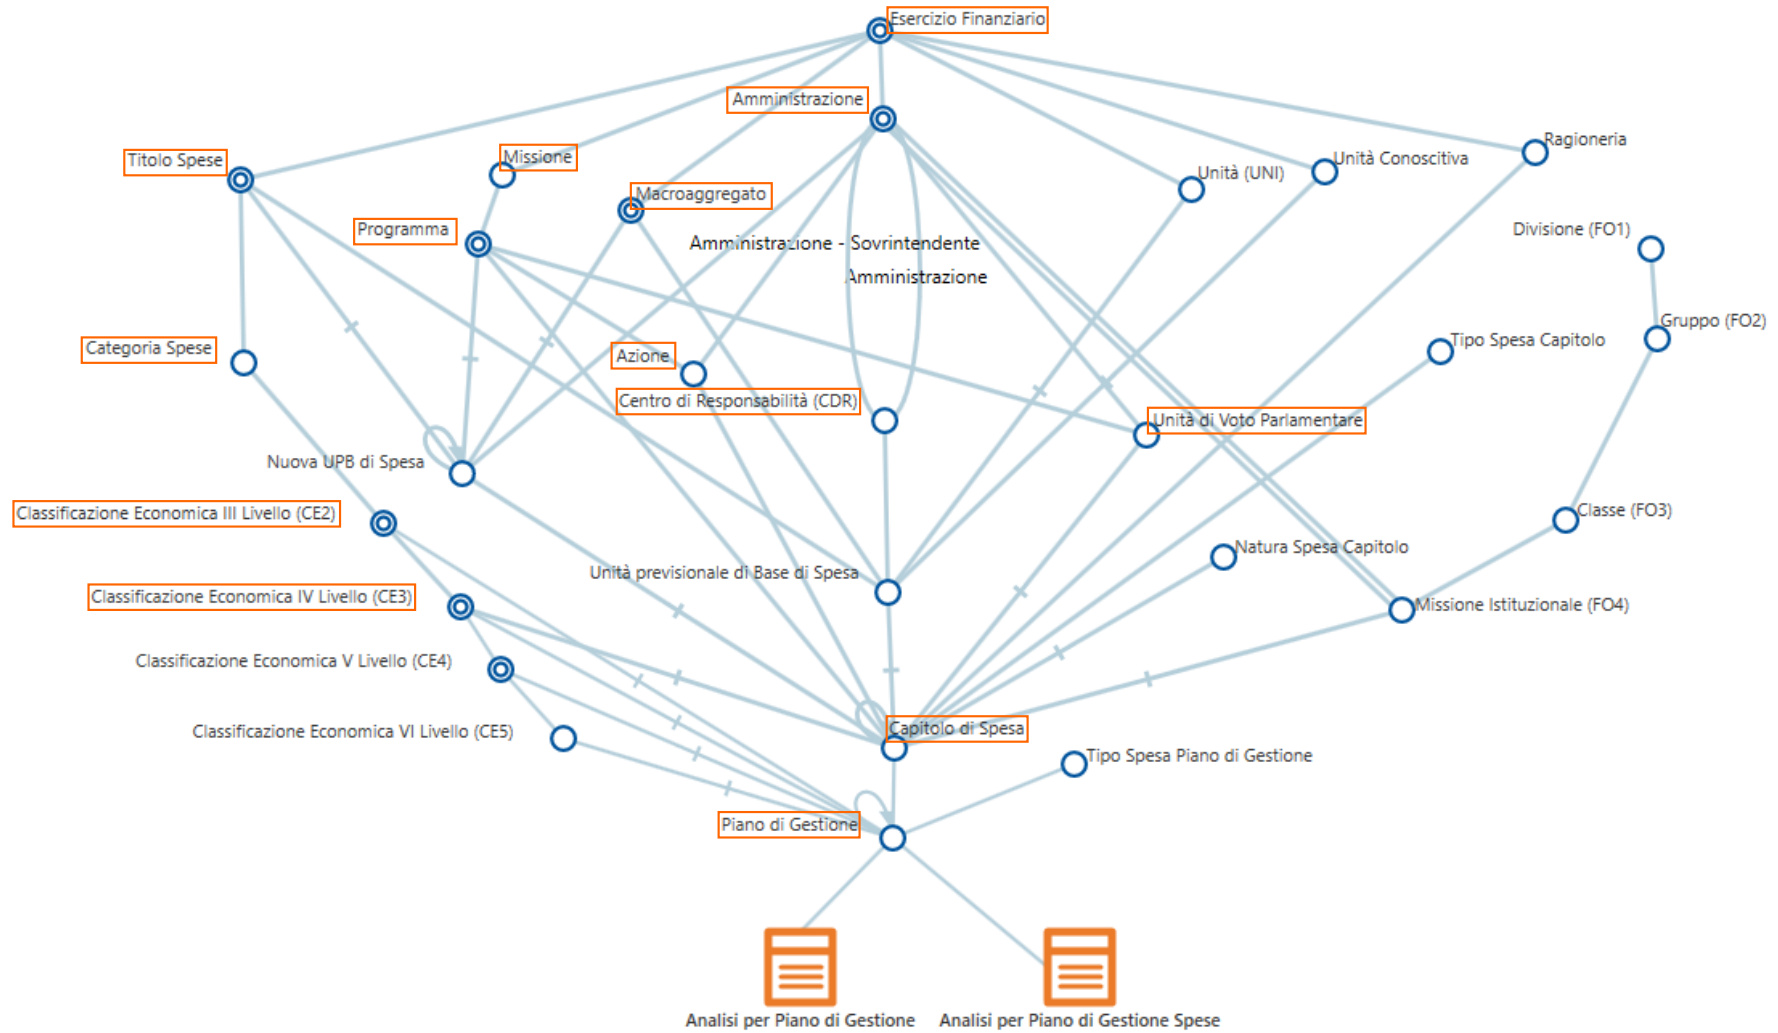 Esercizio Finanziario
Amministrazione
Ragioneria
Titolo Spese
Missione
Unità Conoscitiva
Unità (UNI)
Macroaggregato
Programma
Divisione (FO1)
Amministrazione - Sovrintendente
Amministrazione
Gruppo (FO2)
Tipo Spesa Capitolo
Categoria Spese
Azione
Centro di Responsabilità (CDR)
Unità di Voto Parlamentare
Nuova UPB di Spesa
Classificazione Economica III Livello (CE2)
Classe (FO3)
Natura Spesa Capitolo
Unità previsionale di Base di Spesa
Classificazione Economica IV Livello (CE3)
Missione Istituzionale (FO4)
Classificazione Economica V Livello (CE4)
Classificazione Economica VI Livello (CE5)
Capitolo di Spesa
Tipo Spesa Piano di Gestione
Piano di Gestione
Analisi per Piano di Gestione
Analisi per Piano di Gestione Spese